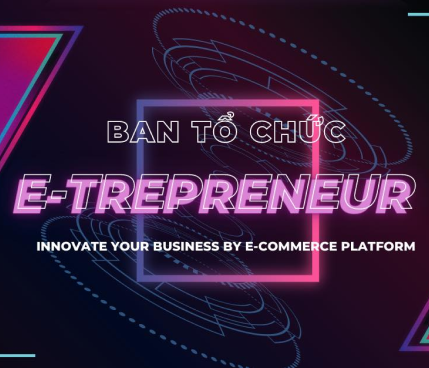 BAN TỔ CHỨC
E-TREPRENEUR
INNOVATE YOUR BUSINESS BY E-COMMERCE PLATFORM